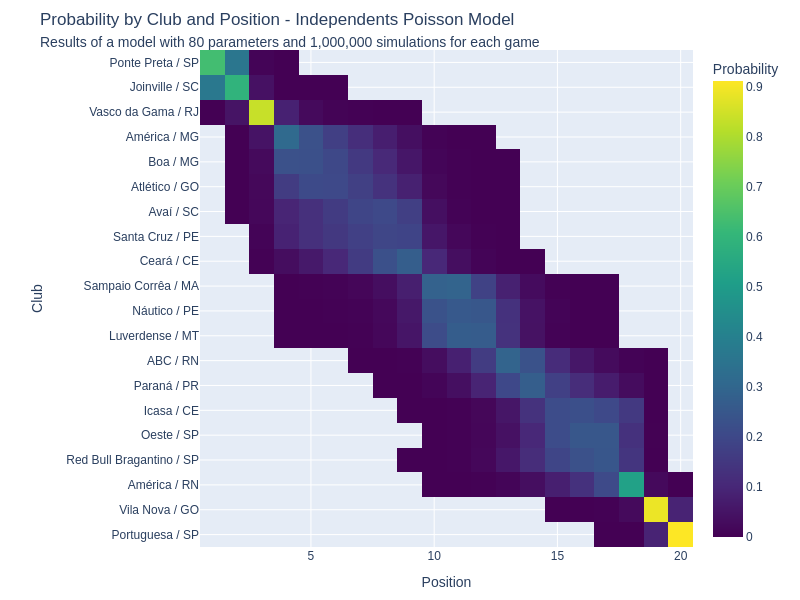 Probability by Club and Position - Independents Poisson Model
Results of a model with 80 parameters and 1,000,000 simulations for each game
Probability
Club
Ponte Preta / SP
Joinville / SC
Vasco da Gama / RJ
América / MG
Boa / MG
Atlético / GO
Avaí / SC
Santa Cruz / PE
Ceará / CE
Sampaio Corrêa / MA
Náutico / PE
Luverdense / MT
ABC / RN
Paraná / PR
Icasa / CE
Oeste / SP
Red Bull Bragantino / SP
América / RN
Vila Nova / GO
Portuguesa / SP
0.9
0.8
0.7
0.6
0.5
0.4
0.3
0.2
0.1
0
5
10
15
20
Position